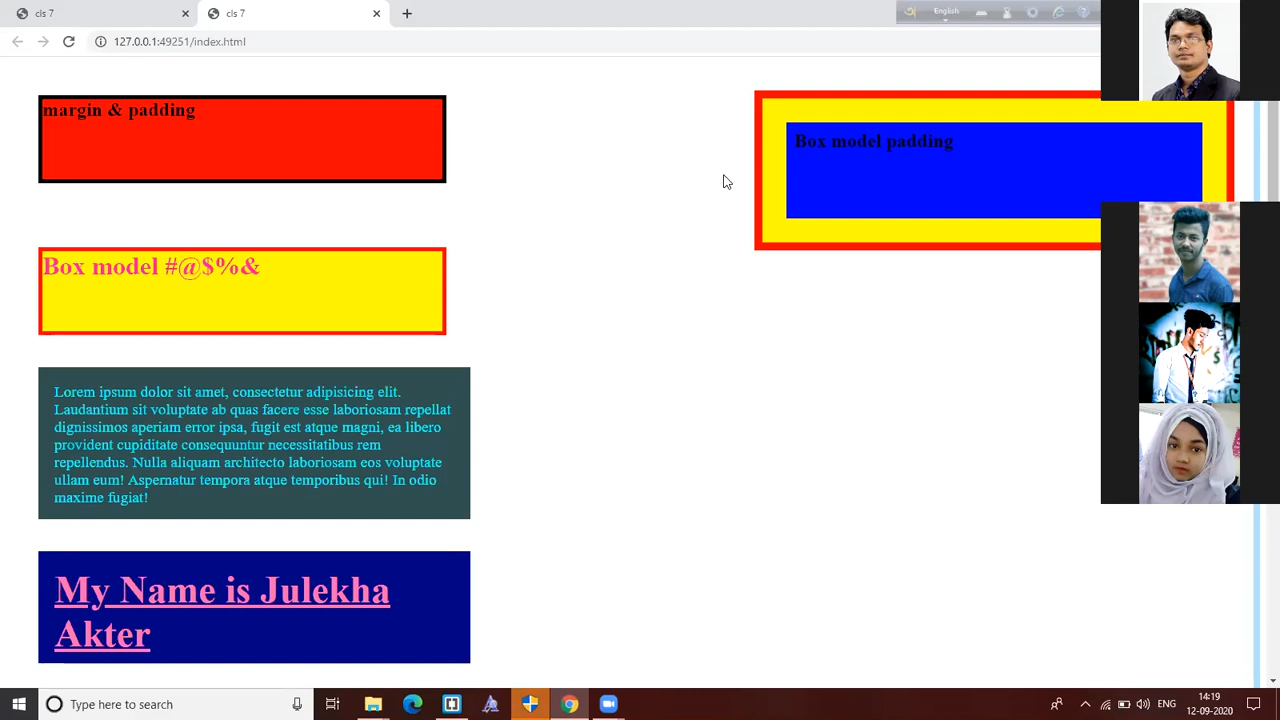 cls 7
cls 7
English
127.0.0.1:49251/index.html
margin & padding
Box model padding
Box model #@$%&
Lorem ipsum dolor sit amet, consectetur adipisicing elit.
Laudantium sit voluptate ab quas facere esse laboriosam repellat
dignissimos aperiam error ipsa, fugit est atque magni, ea libero
provident cupiditate consequuntur necessitatibus rem
repellendus. Nulla aliquam architecto laboriosam eos voluptate
ullam eum! Aspernatur tempora atque temporibus qui! In odio
maxime fugiat!
My Name is Julekha
Akter
Type here to search
ENG
14:19
12-09-2020